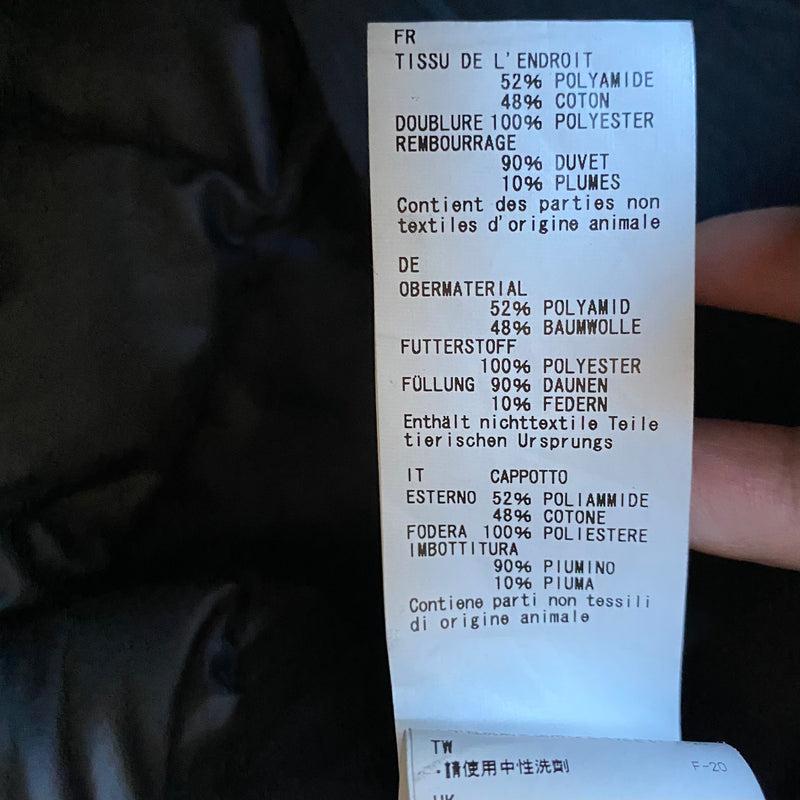 FR
TISSU DE L'ENDROIT
52% POLYAMIDE
48% COTON
DOUBLURE 100% POLYESTER
REMBOURRAGE
90% DUVET
10% PLUMES
Contient des parties non
textiles d'origine animale
DE
OBERMATERIAL
52% POLYAMID
48% BAUMWOLLE
FUTTERSTOFF
100% POLYESTER
FÜLLUNG 90% DAUNEN
10% FEDERN
Enthält nichttextile Teile
tierischen Ursprungs
IT CAPPOTTO
ESTERNO 52% POLIAMMIDE
48% COTONE
FODERA 100% POLIESTERE
IMBOTTITURA
90% PIUMINO
10% PIUMA
Contiene parti non tessili
di origine animale
TW
·請使用中性洗劑 F-20